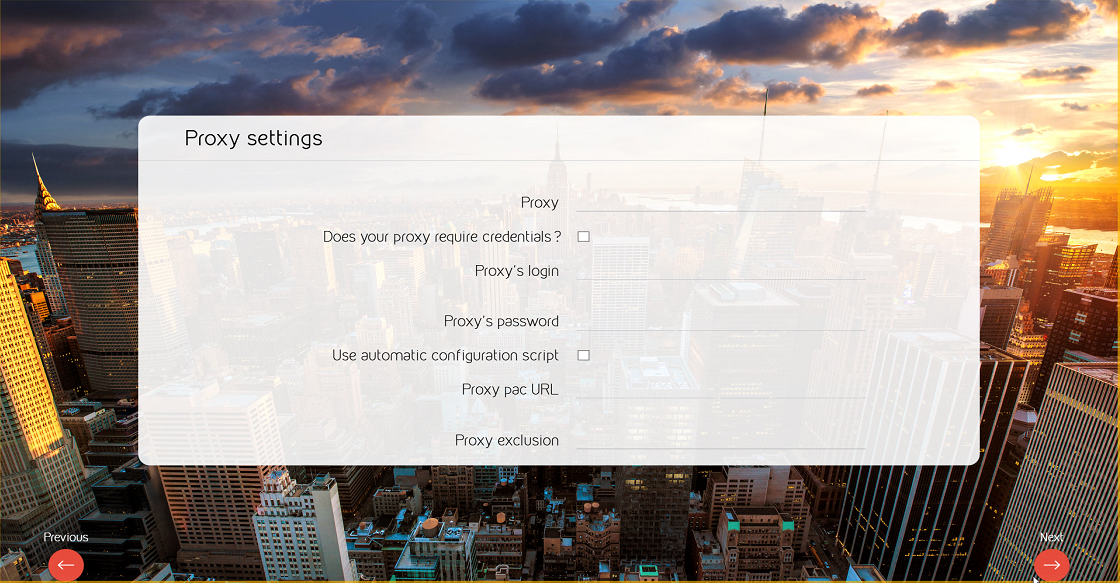 Proxy settings
Proxy
Does your proxy require credentials ?
Proxy's login
Proxy's password
Use automatic configuration script
Proxy pac URL
Proxy exclusion
Previous
Next